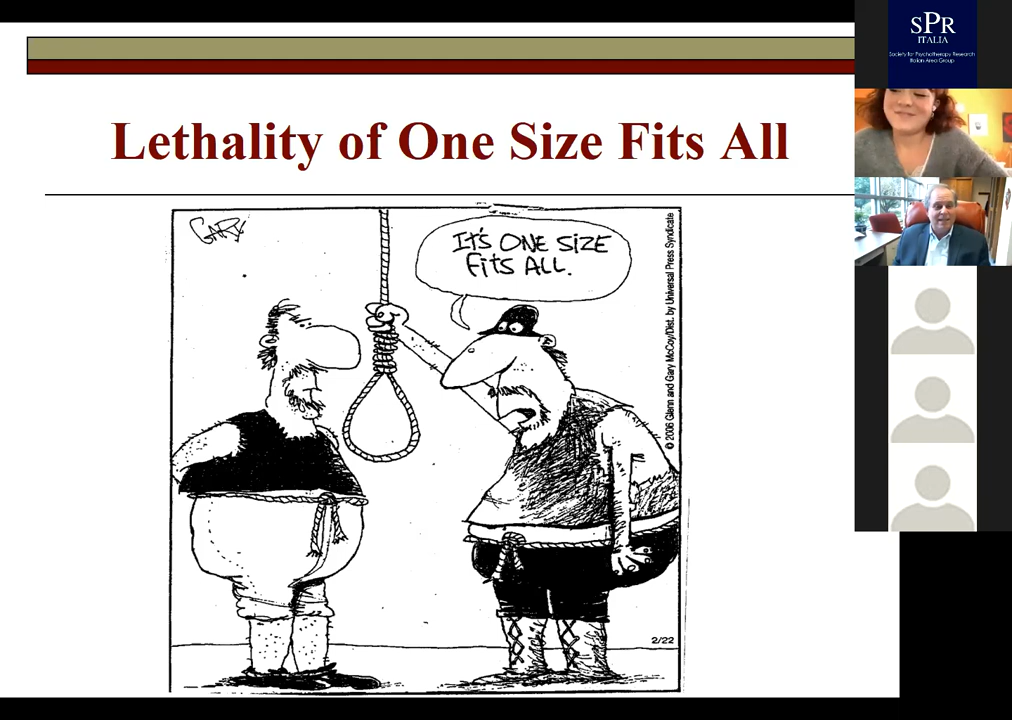 Lethality of One Size Fits All
GARY
IT'S ONE SIZE
FITS ALL.
© 2006 Glenn and Gary McCoy/Dist. by Universal Press Syndicate
2/22
SPR
ITALIA
Society for Psychotherapy Research
Italian Area Group